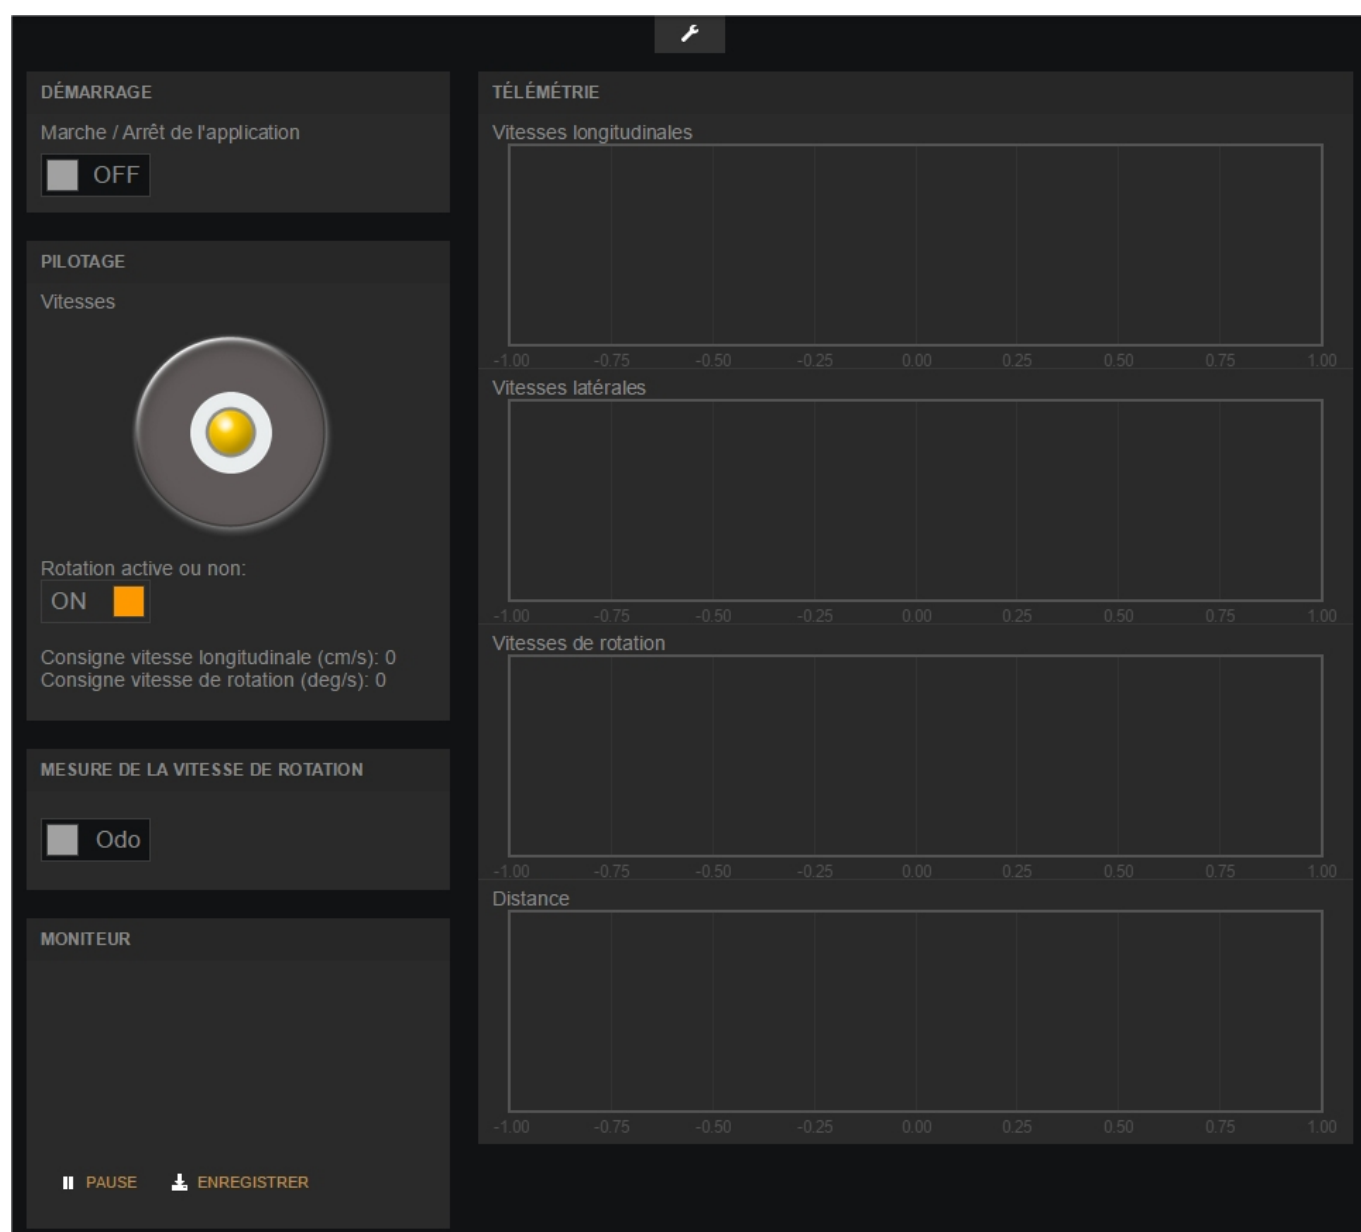 DÉMARRAGE
Marche / Arrêt de l'application
OFF
PILOTAGE
Vitesses
Rotation active ou non:
ON
Consigne vitesse longitudinale (cm/s): 0
Consigne vitesse de rotation (deg/s): 0
MESURE DE LA VITESSE DE ROTATION
Odo
MONITEUR
PAUSE ENREGISTRER
TÉLÉMÉTRIE
Vitesses longitudinales
-1.00 -0.75 -0.50 -0.25 0.00 0.25 0.50 0.75 1.00
Vitesses latérales
-1.00 -0.75 -0.50 -0.25 0.00 0.25 0.50 0.75 1.00
Vitesses de rotation
-1.00 -0.75 -0.50 -0.25 0.00 0.25 0.50 0.75 1.00
Distance
-1.00 -0.75 -0.50 -0.25 0.00 0.25 0.50 0.75 1.00